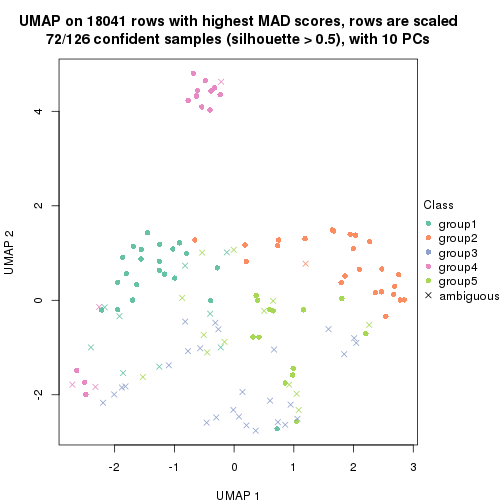 UMAP on 18041 rows with highest MAD scores, rows are scaled
72/126 confident samples (silhouette > 0.5), with 10 PCs
UMAP 2
4
2
0
-2
-2
-1
0
1
2
3
UMAP 1
Class
group1
group2
group3
group4
group5
ambiguous